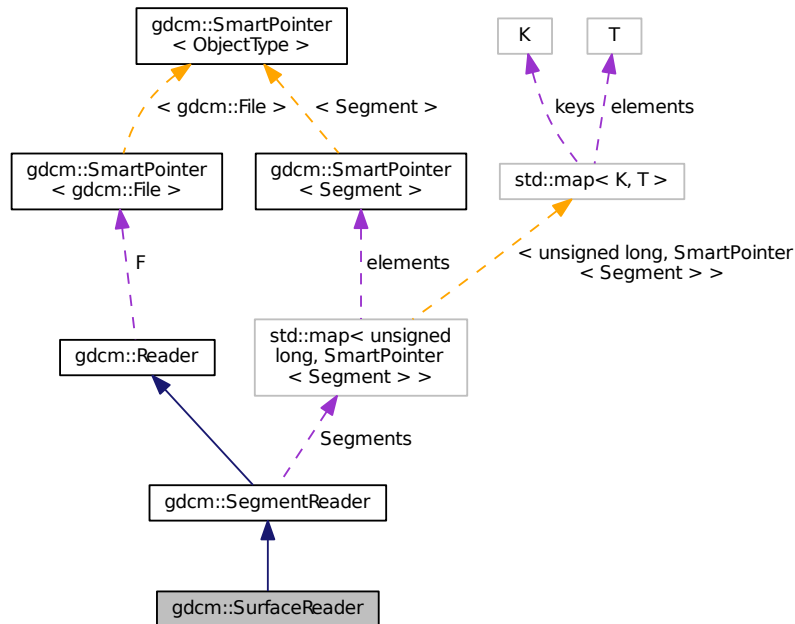 gdcm::SmartPointer
< ObjectType >
K
T
< gdcm::File >
< Segment >
keys
elements
gdcm::SmartPointer
< gdcm::File >
gdcm::SmartPointer
< Segment >
std::map< K, T >
F
elements
< unsigned long, SmartPointer
< Segment > >
gdcm::Reader
std::map< unsigned
long, SmartPointer
< Segment > >
Segments
gdcm::SegmentReader
gdcm::SurfaceReader